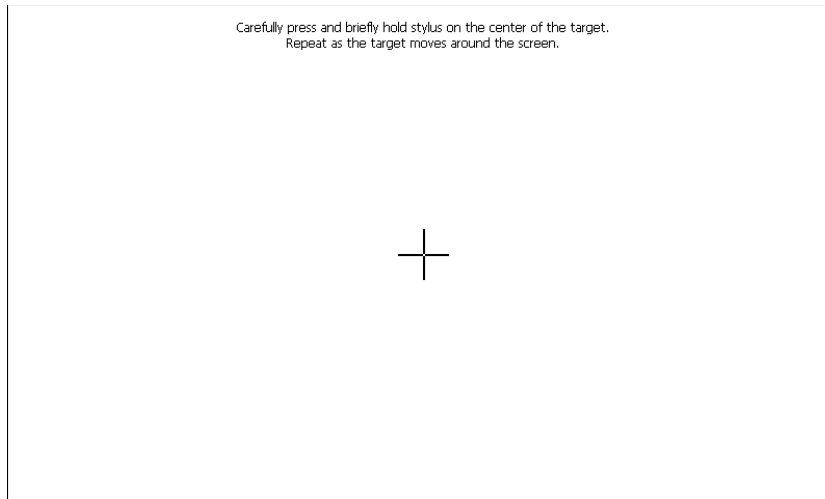 Carefully press and briefly hold stylus on the center of the target.
Repeat as the target moves around the screen.